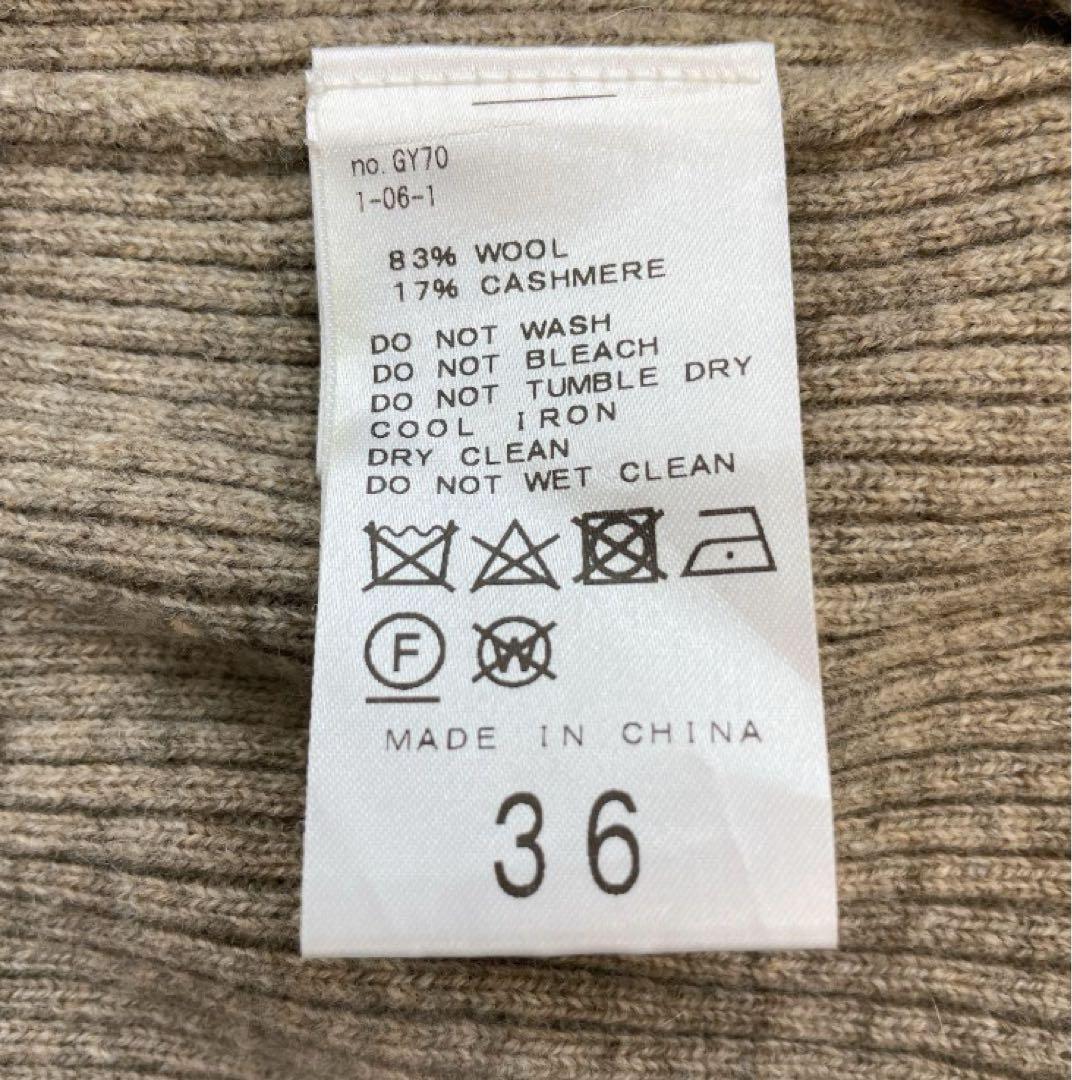 no. GY70
1-06-1
83% WOOL
17% CASHMERE
DO NOT WASH
DO NOT BLEACH
DO NOT TUMBLE DRY
COOL IRON
DRY CLEAN
DO NOT WET CLEAN
F W
MADE IN CHINA
36